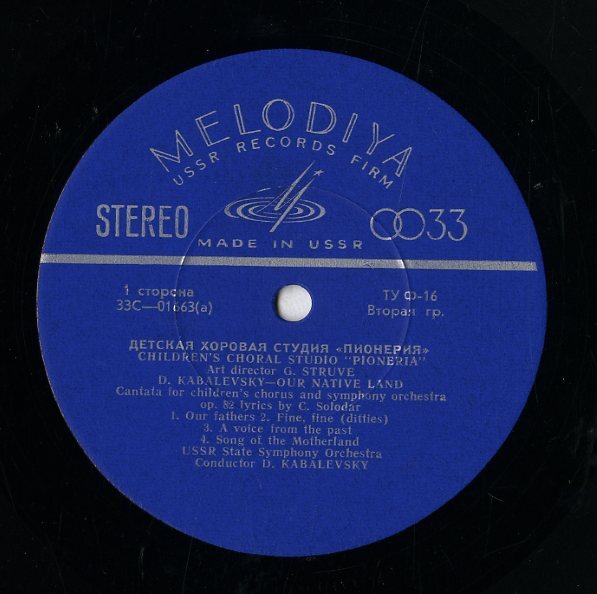 MELODIYA
USSR RECORDS FIRM
STEREO
33
MADE IN USSR
1 сторона
ТУ Ф-16
33С—01663(а)
Вторая гр.
ДЕТСКАЯ ХОРОВАЯ СТУДИЯ «ПИОНЕРИЯ»
CHILDREN'S CHORAL STUDIO "PIONERIA"
Art director G. STRUVE
D. KABALEVSKY—OUR NATIVE LAND
Cantata for children's chorus and symphony orchestra
op. 82 lyrics by C. Solodar
1. Our fathers 2. Fine, fine (ditties)
3. A voice from the past
4. Song of the Motherland
USSR State Symphony Orchestra
Conductor D. KABALEVSKY